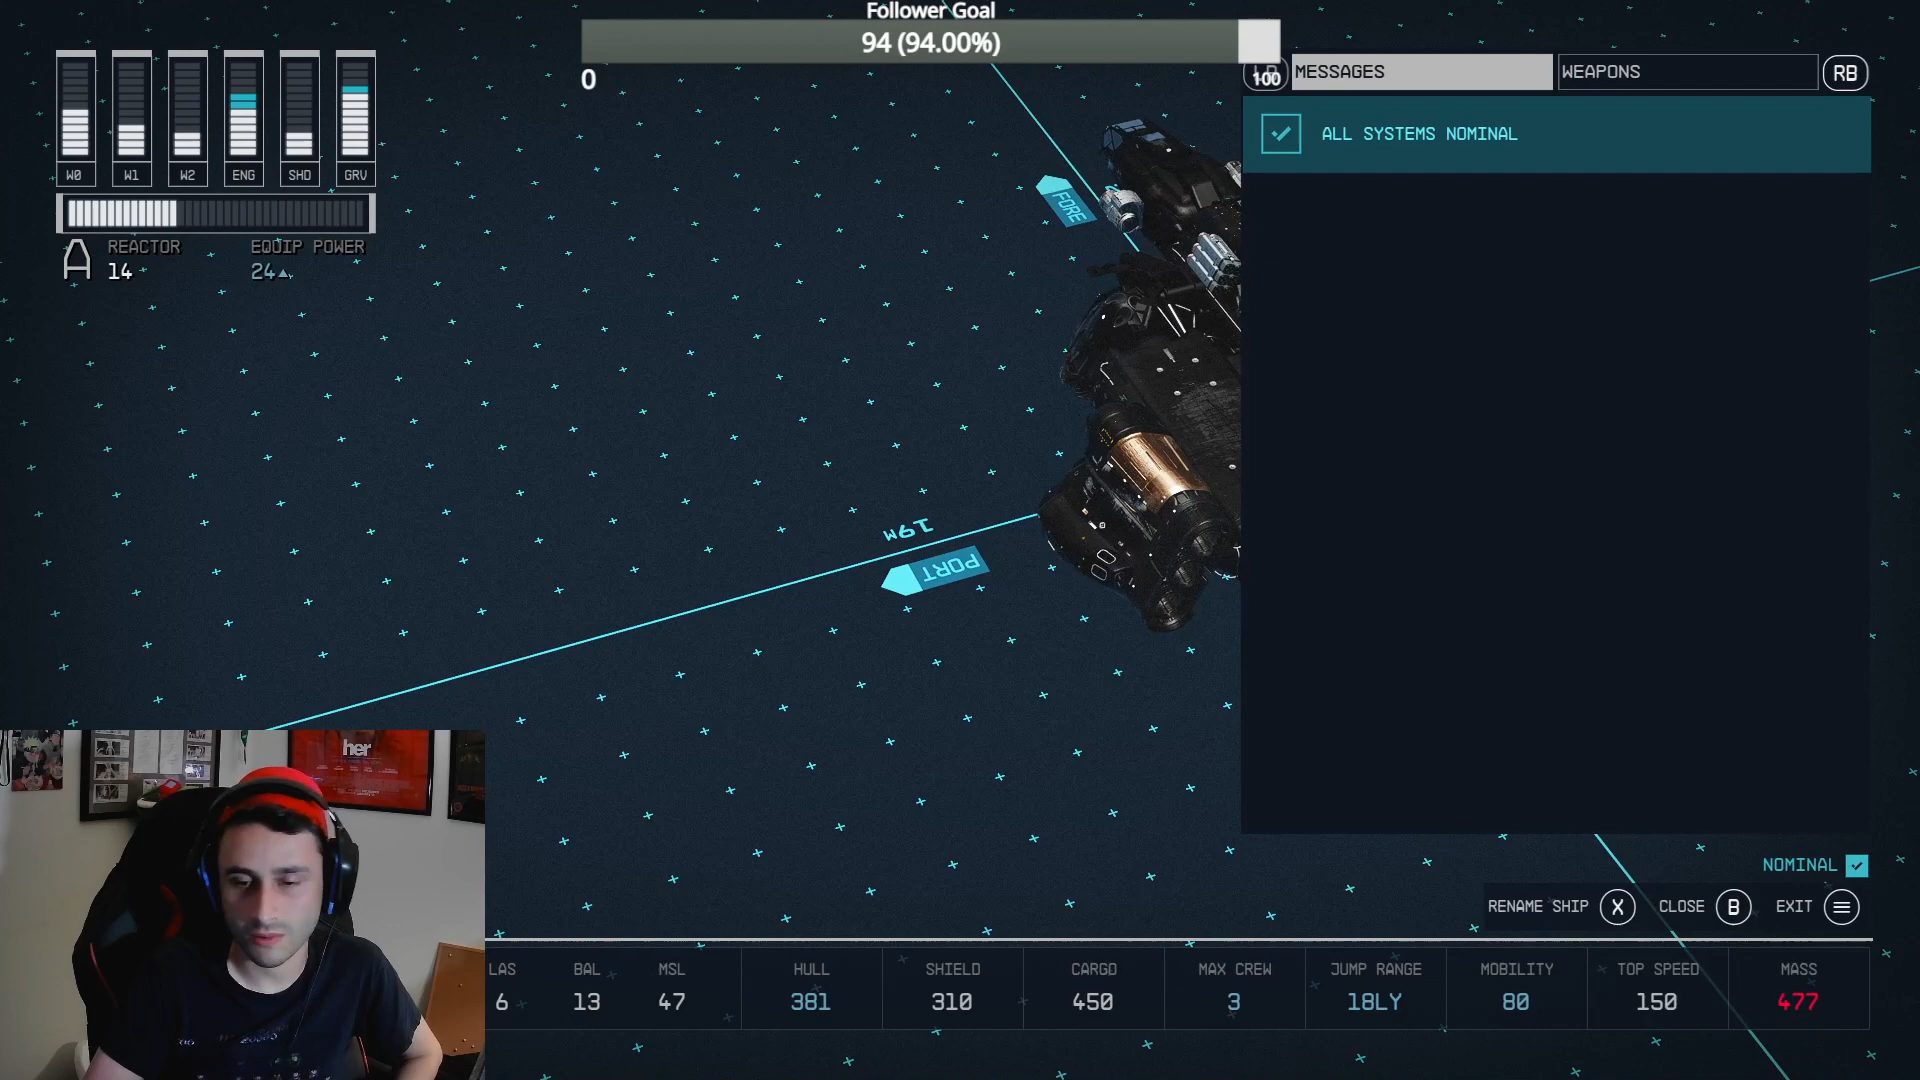 Follower Goal
94 (94.00%)
0
100
MESSAGES
WEAPONS
RB
ALL SYSTEMS NOMINAL
W0
W1
W2
ENG
SHD
GRV
REACTOR
14
EQUIP POWER
24
A
FORE
19M
PORT
her
NOMINAL
RENAME SHIP
X
CLOSE
B
EXIT
LAS
BAL
MSL
HULL
SHIELD
CARGO
MAX CREW
JUMP RANGE
MOBILITY
TOP SPEED
MASS
6
13
47
381
310
450
3
18LY
80
150
477